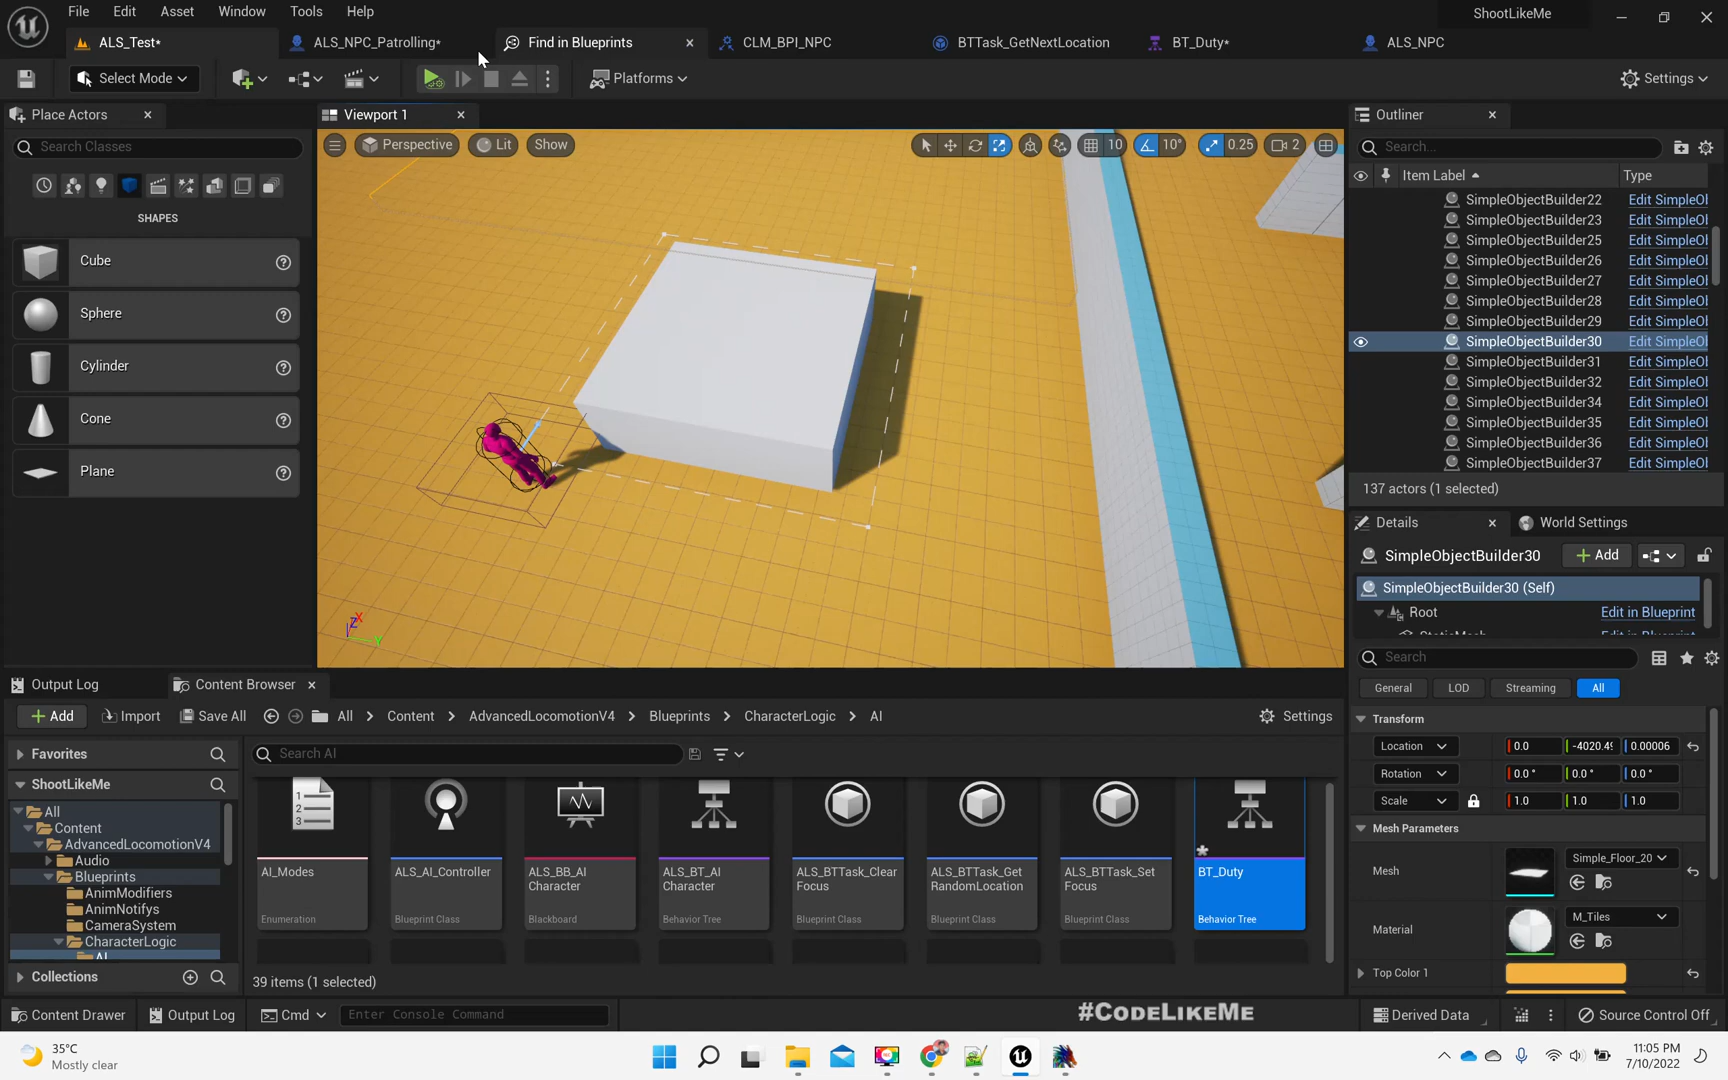 File Edit Asset Window Tools Help
ShootLikeMe
ALS_Test*
ALS_NPC_Patrolling*
Find in Blueprints
CLM_BPI_NPC
BTTask_GetNextLocation
BT_Duty*
ALS_NPC
Select Mode
Platforms
Settings
Place Actors
Viewport 1
Outliner
Search Classes
Perspective
Lit
Show
10
10°
0.25
2
Search...
Item Label
Type
SHAPES
Cube
Sphere
Cylinder
Cone
Plane
SimpleObjectBuilder22 Edit SimpleOl
SimpleObjectBuilder23 Edit SimpleOl
SimpleObjectBuilder25 Edit SimpleOl
SimpleObjectBuilder26 Edit SimpleOl
SimpleObjectBuilder27 Edit SimpleOl
SimpleObjectBuilder28 Edit SimpleOl
SimpleObjectBuilder29 Edit SimpleOl
SimpleObjectBuilder30 Edit SimpleOl
SimpleObjectBuilder31 Edit SimpleOl
SimpleObjectBuilder32 Edit SimpleOl
SimpleObjectBuilder34 Edit SimpleOl
SimpleObjectBuilder35 Edit SimpleOl
SimpleObjectBuilder36 Edit SimpleOl
SimpleObjectBuilder37 Edit SimpleOl
137 actors (1 selected)
Details
World Settings
SimpleObjectBuilder30
Add
SimpleObjectBuilder30 (Self)
Root
Edit in Blueprint
Search
General
LOD
Streaming
All
Transform
Location 0.0 -4020.49 0.00006
Rotation 0.0° 0.0° 0.0°
Scale 1.0 1.0 1.0
Mesh Parameters
Mesh
Simple_Floor_20
Material
M_Tiles
Top Color 1
X
Z
Y
Output Log
Content Browser
Add
Import
Save All
All
Content
AdvancedLocomotionV4
Blueprints
CharacterLogic
AI
Settings
Favorites
Search AI
ShootLikeMe
All
Content
AdvancedLocomotionV4
Audio
Blueprints
AnimModifiers
AnimNotifys
CameraSystem
CharacterLogic
AI
Collections
AI_Modes
Enumeration
ALS_AI_Controller
Blueprint Class
ALS_BB_AI
Character
Blackboard
ALS_BT_AI
Character
Behavior Tree
ALS_BTTask_Clear
Focus
Blueprint Class
ALS_BTTask_Get
RandomLocation
Blueprint Class
ALS_BTTask_Set
Focus
Blueprint Class
BT_Duty
Behavior Tree
39 items (1 selected)
Content Drawer
Output Log
Cmd
Enter Console Command
#CODELIKEME
Derived Data
Source Control Off
35°C
Mostly clear
11:05 PM
7/10/2022